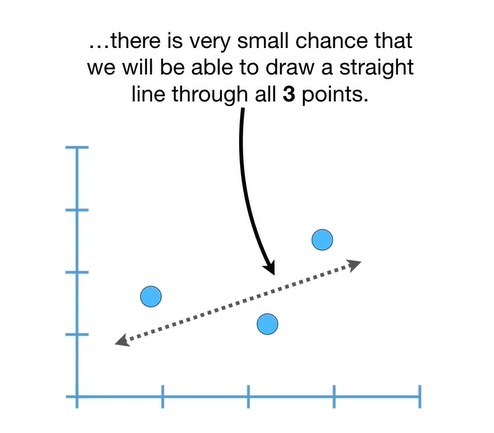 …there is very small chance that
we will be able to draw a straight
line through all 3 points.